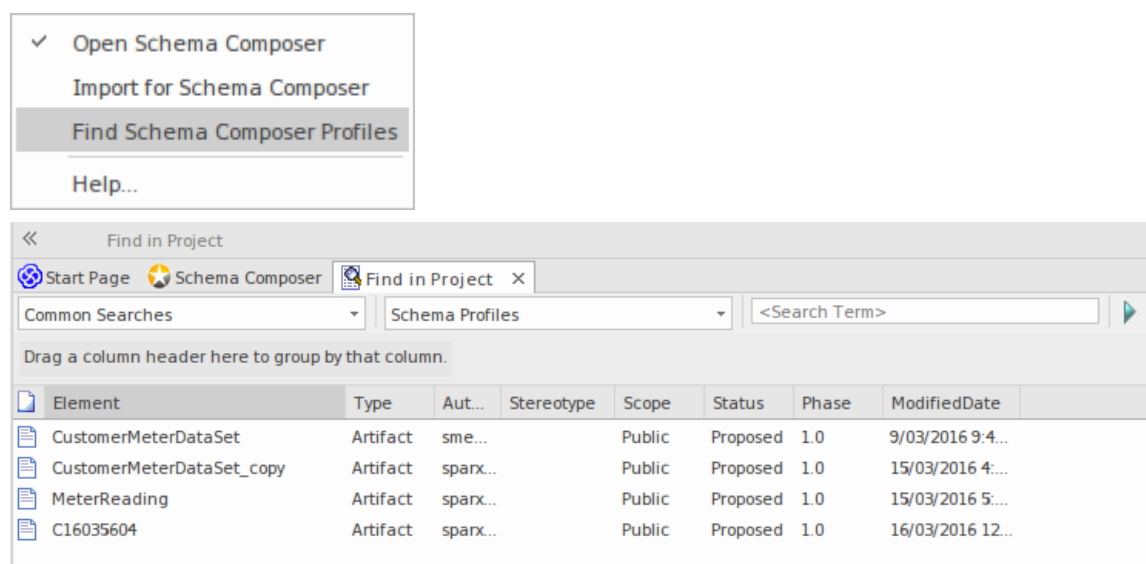 Open Schema Composer
Import for Schema Composer
Find Schema Composer Profiles
Help...
Find in Project
Start Page Schema Composer Find in Project
Common Searches Schema Profiles <Search Term>
Drag a column header here to group by that column.
Element Type Aut... Stereotype Scope Status Phase ModifiedDate
CustomerMeterDataSet Artifact sme... Public Proposed 1.0 9/03/2016 9:4...
CustomerMeterDataSet_copy Artifact sparx... Public Proposed 1.0 15/03/2016 4:...
MeterReading Artifact sparx... Public Proposed 1.0 15/03/2016 5:...
C16035604 Artifact sparx... Public Proposed 1.0 16/03/2016 12...